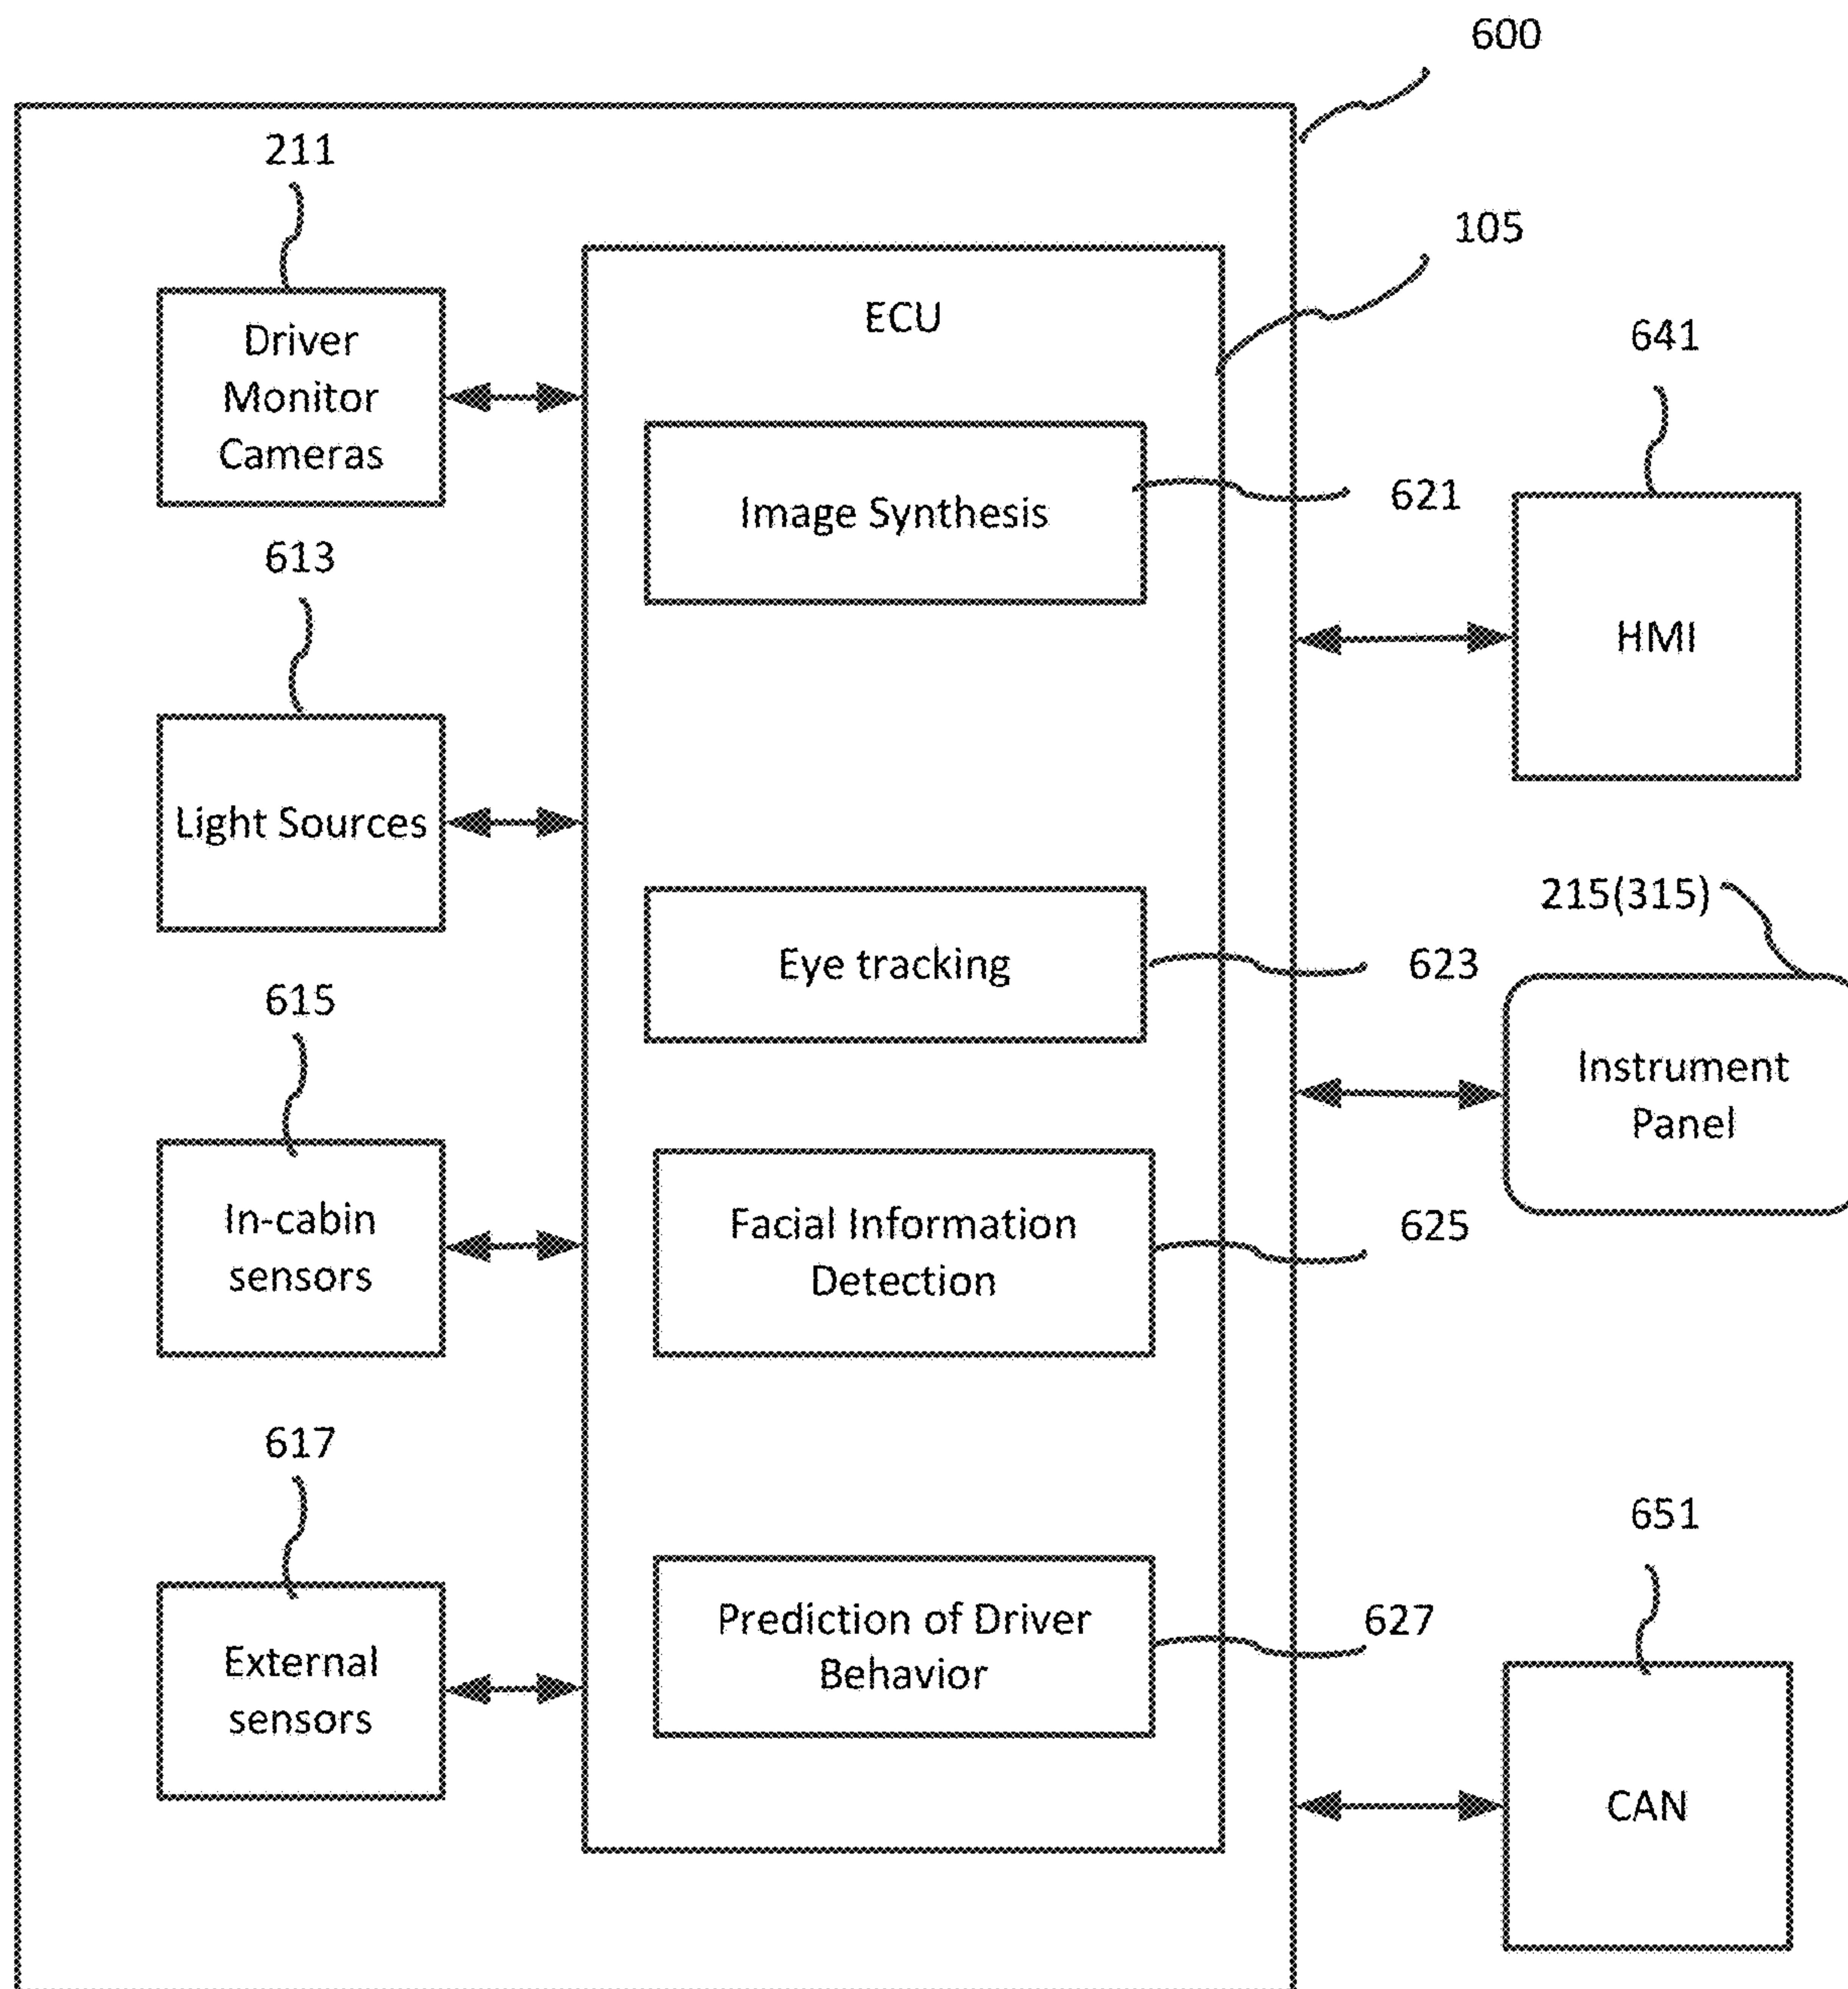 600
211
105
Driver
Monitor
Cameras
ECU
641
Image Synthesis
621
613
HMI
Light Sources
215(315)
Eye tracking
623
615
Instrument
Panel
In-cabin
sensors
Facial Information
Detection
625
617
651
External
sensors
Prediction of Driver
Behavior
627
CAN